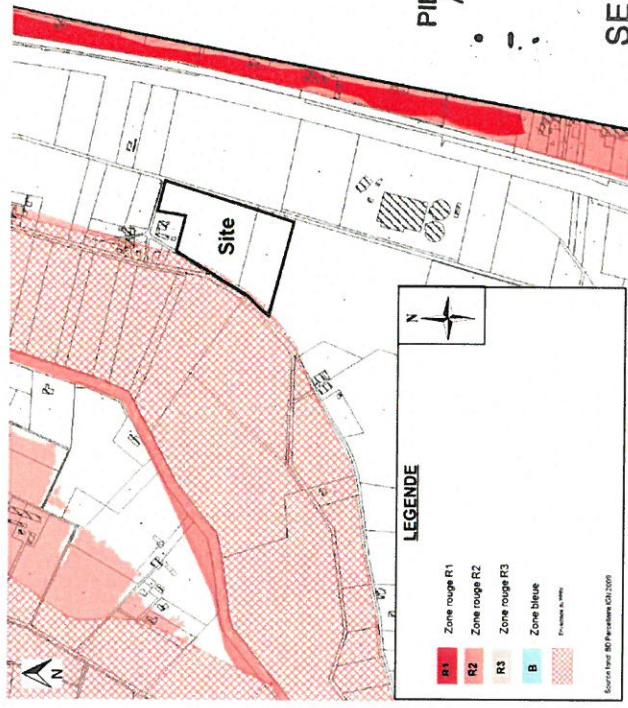 N
Site
PI
SE
N
LEGENDE
R1 Zone rouge R1
R2 Zone rouge R2
R3 Zone rouge R3
B Zone bleue
Source fond: BD Parcellaire IGN 2009